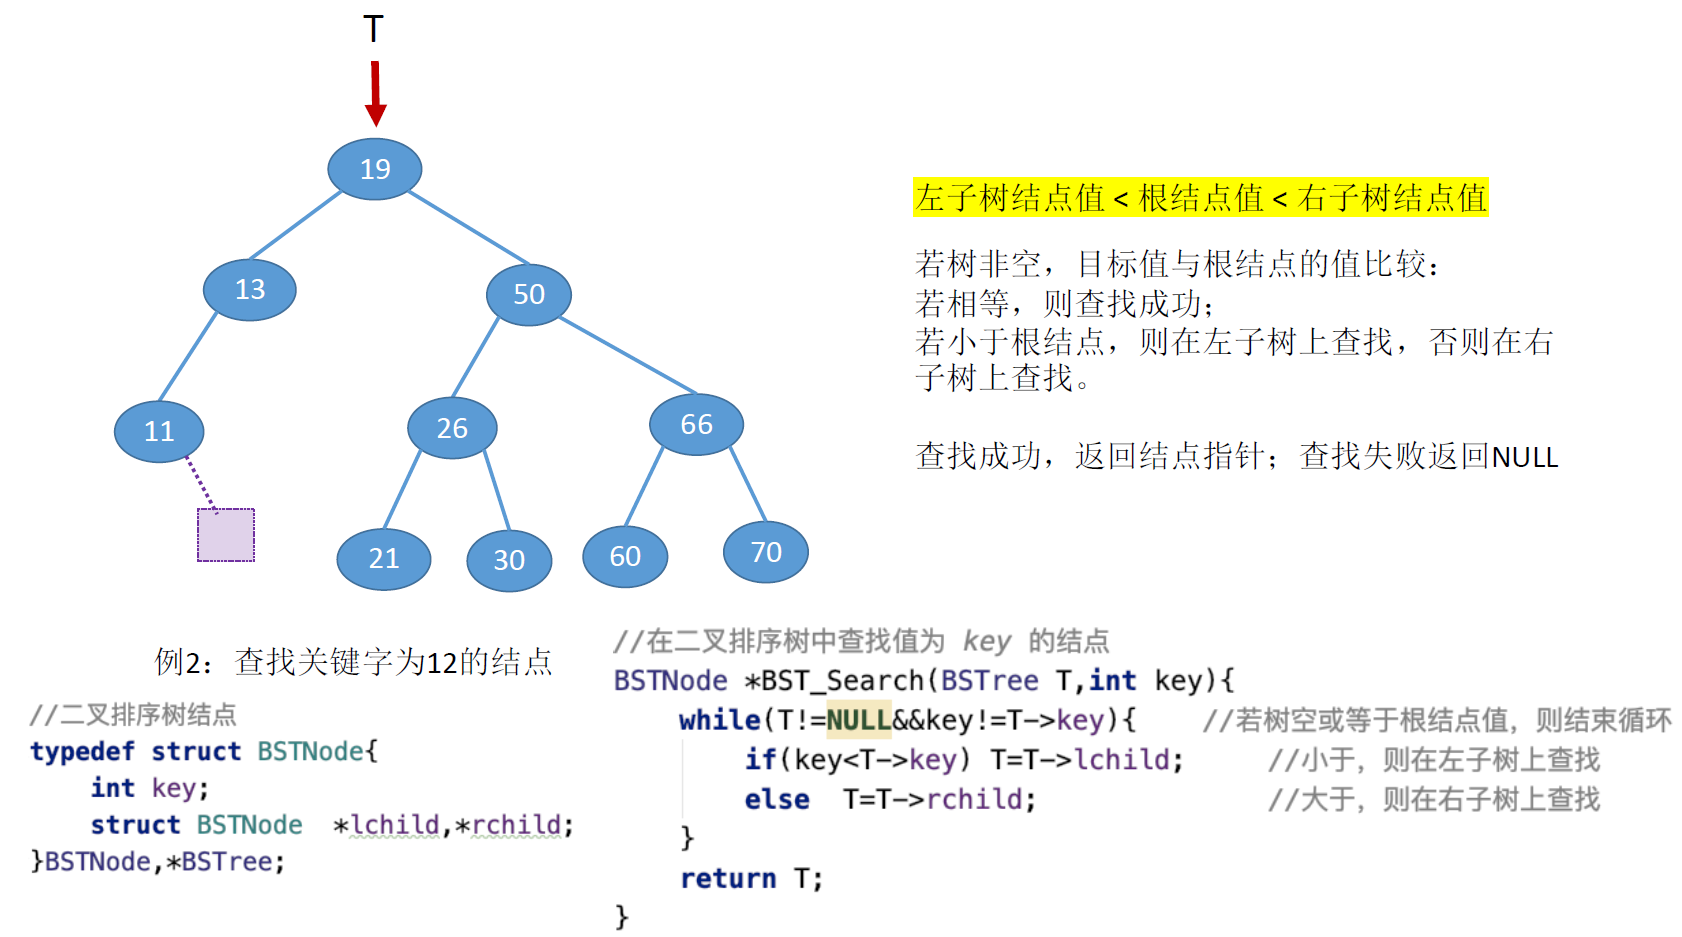 T
19
13
50
11
26
66
21
30
60
70
左子树结点值 < 根结点值 < 右子树结点值
若树非空，目标值与根结点的值比较：
若相等，则查找成功；
若小于根结点，则在左子树上查找，否则在右
子树上查找。
查找成功，返回结点指针；查找失败返回NULL
例2：查找关键字为12的结点
//二叉排序树结点
typedef struct BSTNode{
    int key;
    struct BSTNode  *lchild,*rchild;
}BSTNode,*BSTree;
//在二叉排序树中查找值为 key 的结点
BSTNode *BST_Search(BSTree T,int key){
    while(T!=NULL&&key!=T->key){    //若树空或等于根结点值，则结束循环
        if(key<T->key) T=T->lchild;     //小于，则在左子树上查找
        else  T=T->rchild;              //大于，则在右子树上查找
    }
    return T;
}